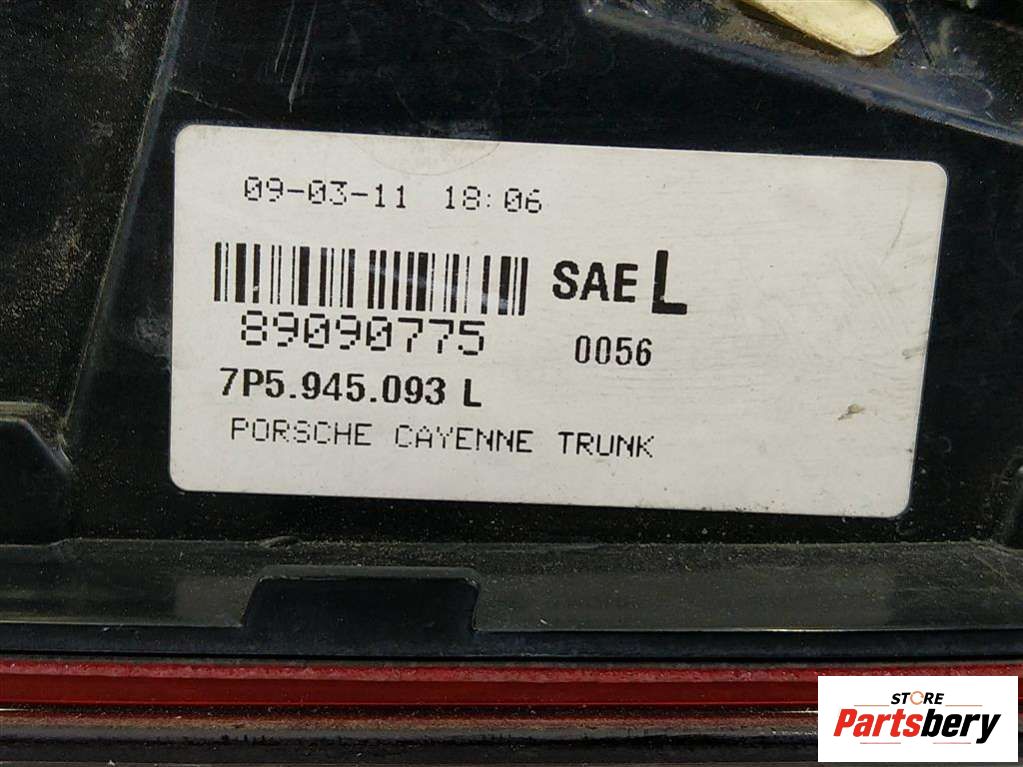 09-03-11 18:06
SAE L
89090775
0056
7P5.945.093 L
PORSCHE CAYENNE TRUNK
STORE
Partsbery